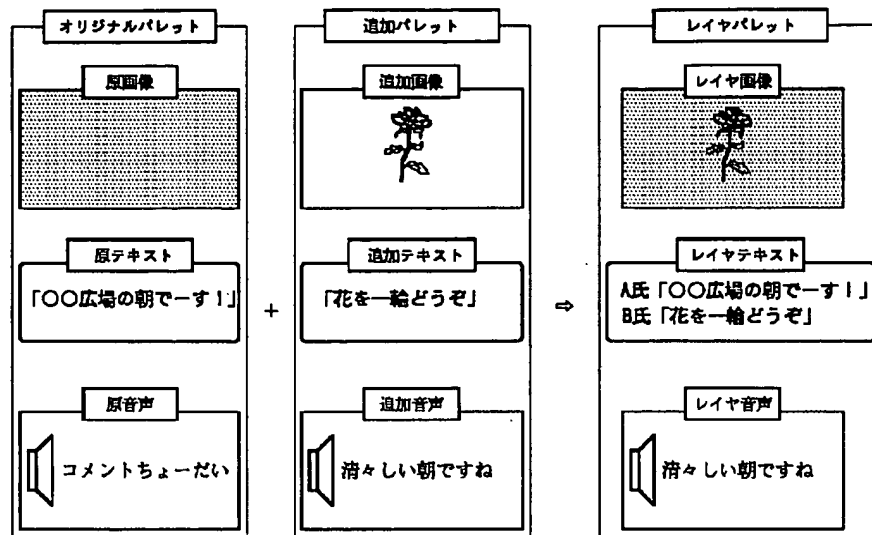 オリジナルパレット
原画像
原テキスト
「〇〇広場の朝でーす!」
原音声
コメントちょーだい
+
追加パレット
追加画像
追加テキスト
「花を一輪どうぞ」
追加音声
清々しい朝ですね
⇨
レイヤパレット
レイヤ画像
レイヤテキスト
A氏「〇〇広場の朝でーす!」
B氏「花を一輪どうぞ」
レイヤ音声
清々しい朝ですね